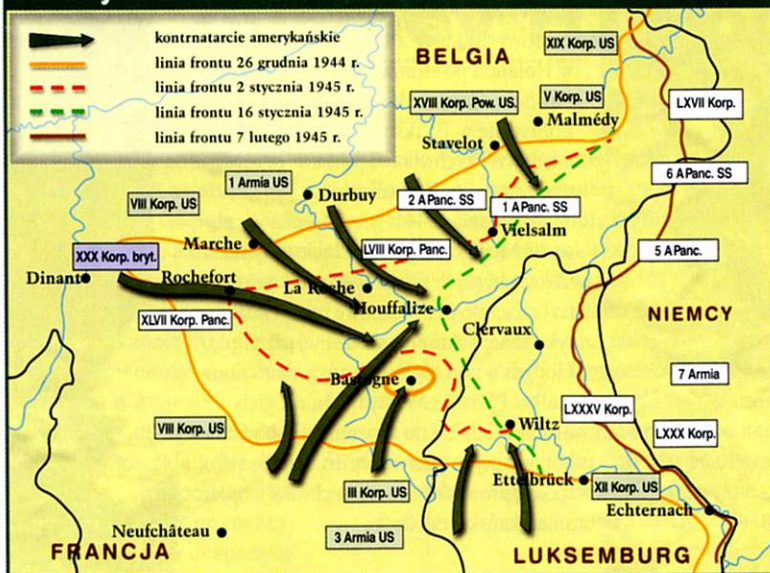 kontrnatarcie amerykańskie
linia frontu 26 grudnia 1944 r.
linia frontu 2 stycznia 1945 r.
linia frontu 16 stycznia 1945 r.
linia frontu 7 lutego 1945 r.
BELGIA
XIX Korp. US
XVIII Korp. Pow. US.
V Korp. US
LXVII Korp.
Malmédy
Stavelot
6 A Panc. SS
1 Armia US
VIII Korp. US
Durbuy
2 A Panc. SS
1 A Panc. SS
Vielsalm
Marche
LVIII Korp. Panc.
5 A Panc.
XXX Korp. bryt.
Dinant
Rochefort
La Roche
Houffalize
XLVII Korp. Panc.
NIEMCY
Clervaux
Bastogne
7 Armia
LXXXV Korp.
VIII Korp. US
Wiltz
LXXX Korp.
III Korp. US
Ettelbrück
XII Korp. US
Echternach
Neufchâteau
3 Armia US
FRANCJA
LUKSEMBURG